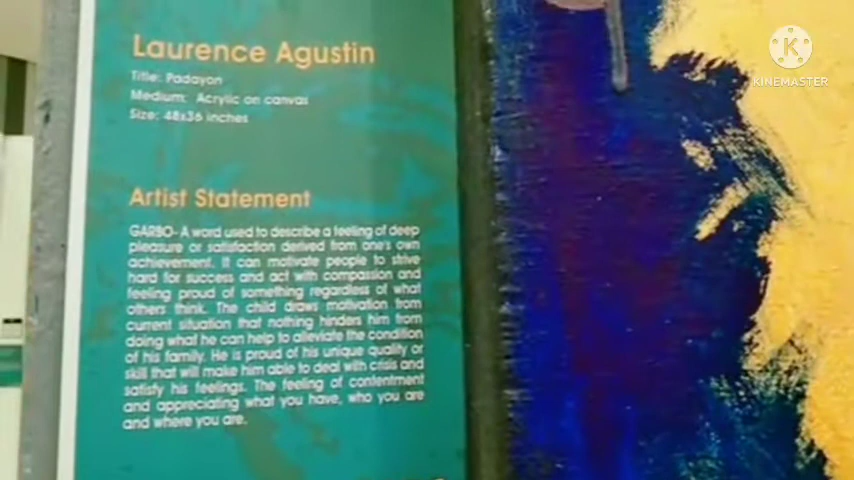 Laurence Agustin
Title: Padayon
Medium: Acrylic on canvas
Size: 48x36 inches
Artist Statement
GARBO- A word used to describe a feeling of deep
pleasure or satisfaction derived from one's own
achievement. It can motivate people to strive
hard for success and act with compassion and
feeling proud of something regardless of what
others think. The child draws motivation from
current situation that nothing hinders him from
doing what he can help to alleviate the condition
of his family. He is proud of his unique quality or
skill that will make him able to deal with crisis and
satisfy his feelings. The feeling of contentment
and appreciating what you have, who you are
and where you are.
K
KINEMASTER